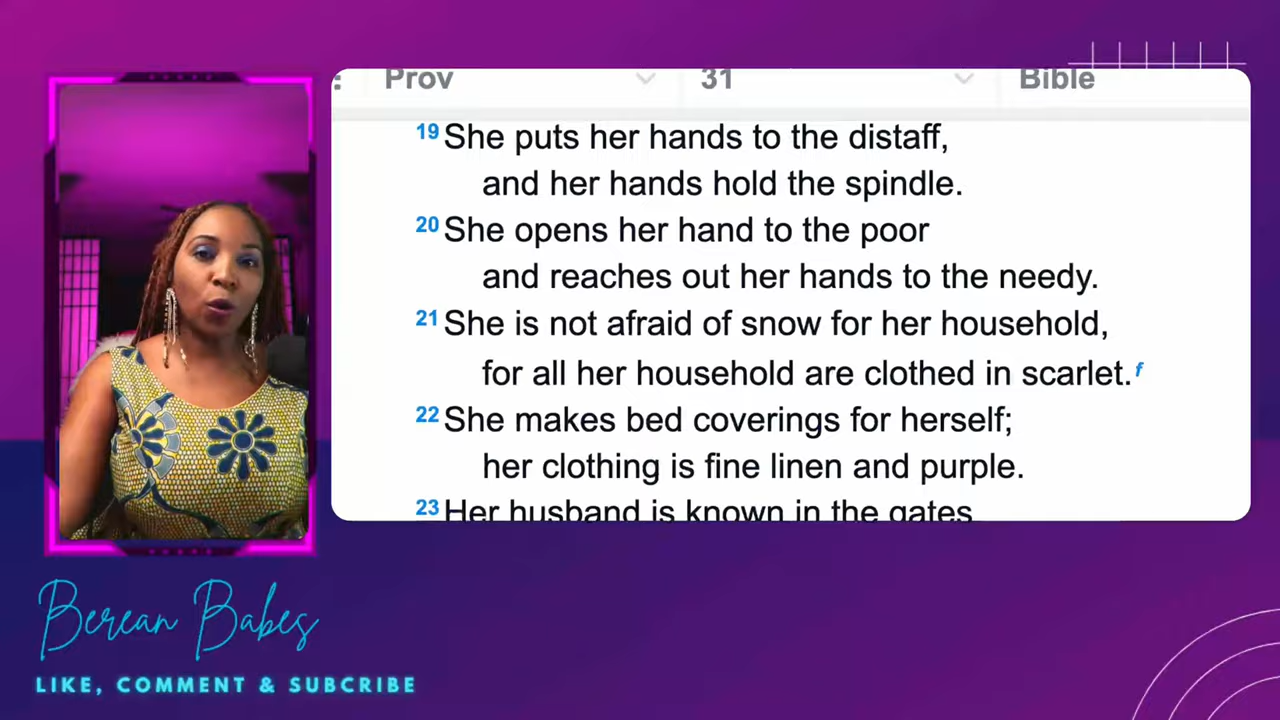 Prov 31 Bible
19 She puts her hands to the distaff,
and her hands hold the spindle.
20 She opens her hand to the poor
and reaches out her hands to the needy.
21 She is not afraid of snow for her household,
for all her household are clothed in scarlet.f
22 She makes bed coverings for herself;
her clothing is fine linen and purple.
23 Her husband is known in the gates
Berean Babes
LIKE, COMMENT & SUBCRIBE